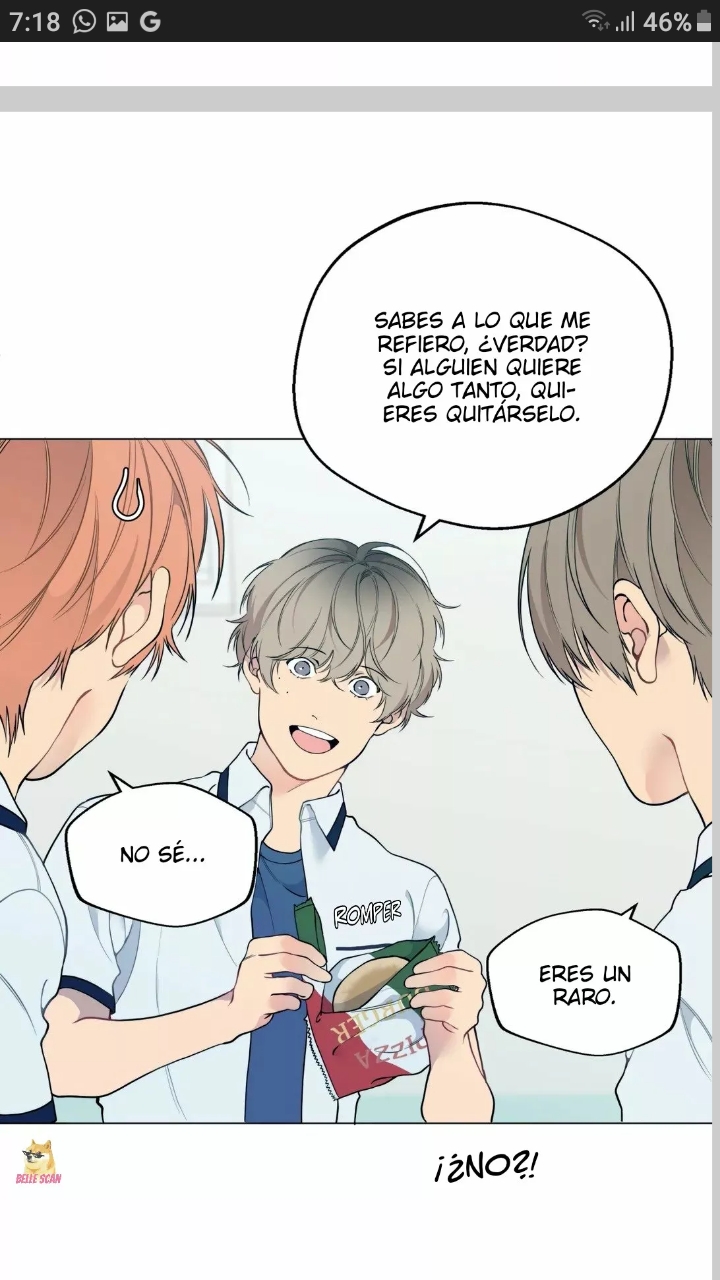 7:18
46%
SABES A LO QUE ME
REFIERO, ¿VERDAD?
SI ALGUIEN QUIERE
ALGO TANTO, QUI-
ERES QUITÁRSELO.
NO SÉ...
ROMPER
BURGER
PIZZA
ERES UN
RARO.
¡¿NO?!
BELLE SCAN